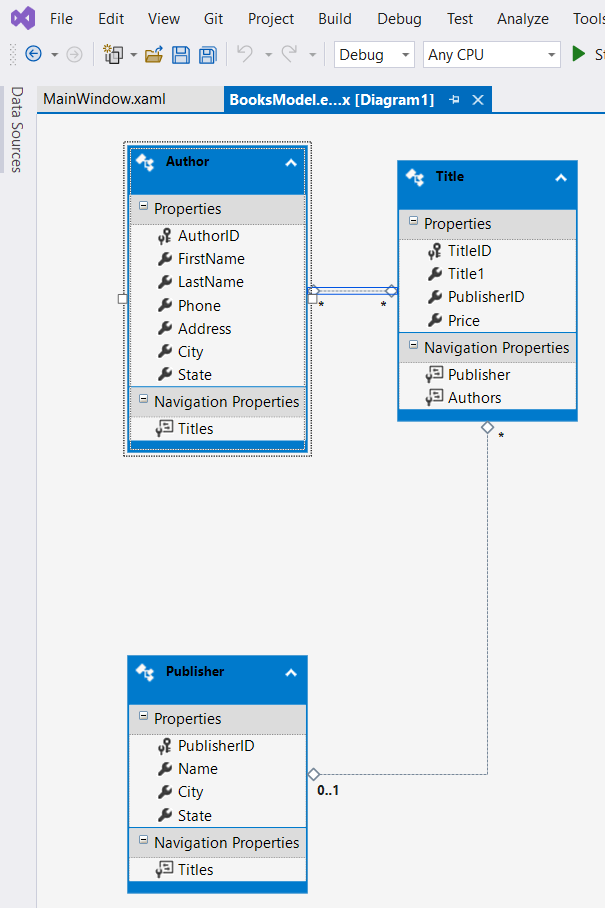 File Edit View Git Project Build Debug Test Analyze Tools
Debug Any CPU St
Data Sources
MainWindow.xaml BooksModel.e...x [Diagram1]
Author
Properties
AuthorID
FirstName
LastName
Phone
Address
City
State
Navigation Properties
Titles
* *
Title
Properties
TitleID
Title1
PublisherID
Price
Navigation Properties
Publisher
Authors
*
Publisher
Properties
PublisherID
Name
City
State
Navigation Properties
Titles
0..1